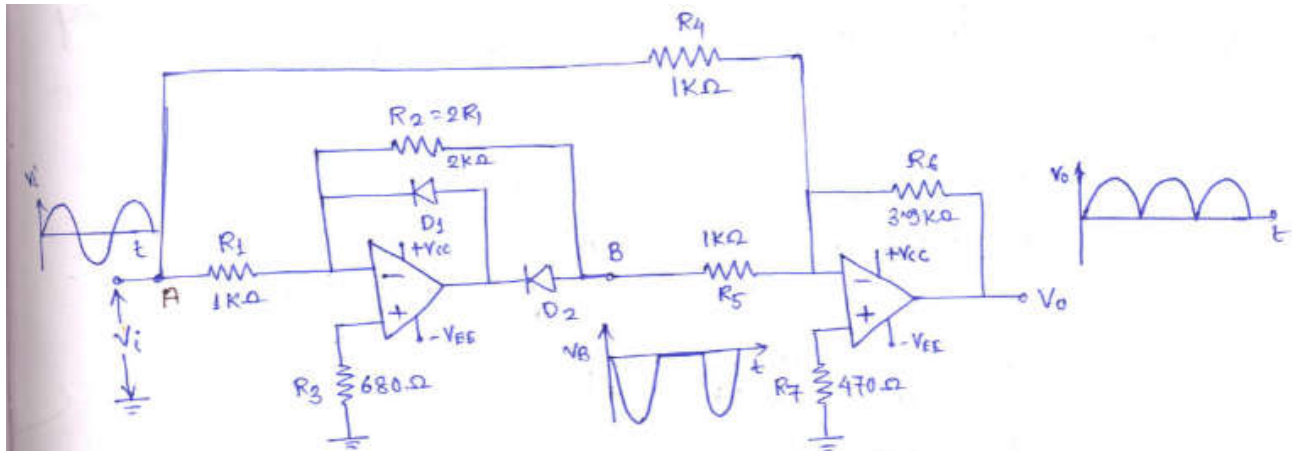 R4
1KΩ
R2 = 2R1
2KΩ
Vi
t
D1
R1
1KΩ
A
+VCC
-
+
-VEE
D2
B
1KΩ
R5
VB
t
R6
3.9KΩ
+VCC
-
+
-VEE
Vo
Vo
t
Vi
R3
680Ω
R7
470Ω